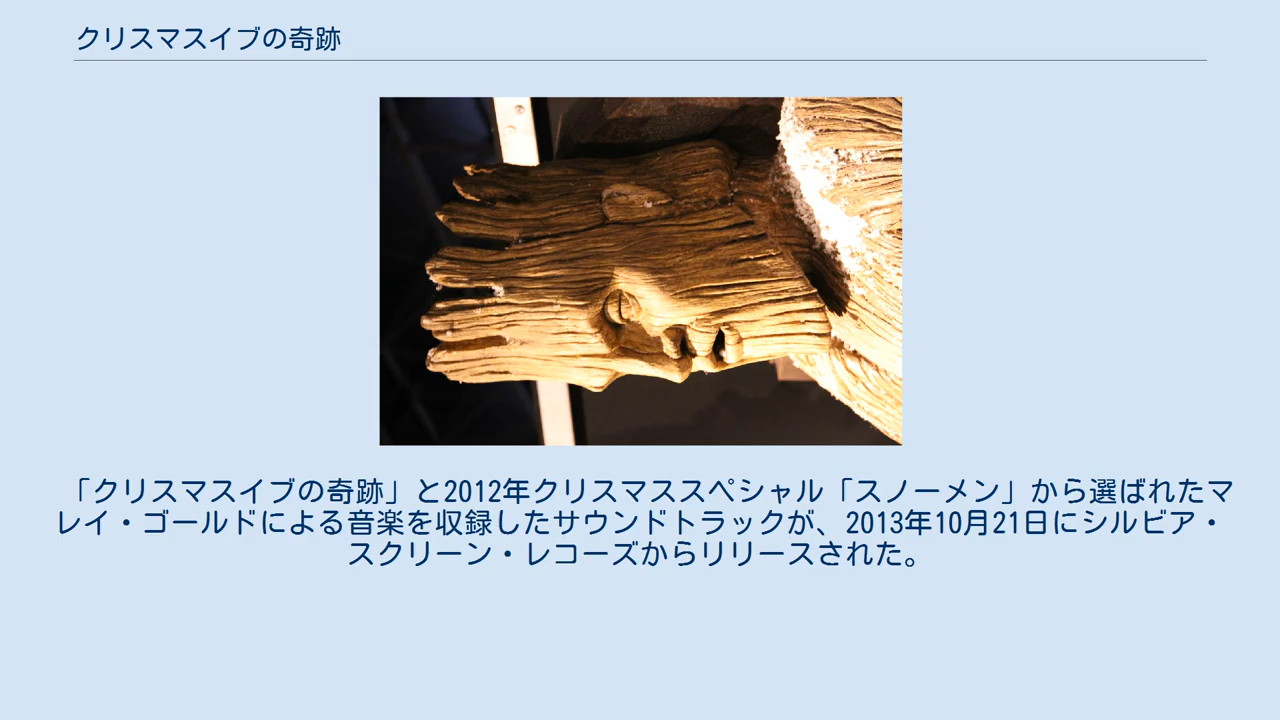 クリスマスイブの奇跡
「クリスマスイブの奇跡」と2012年クリスマススペシャル「スノーメン」から選ばれたマ
レイ・ゴールドによる音楽を収録したサウンドトラックが、2013年10月21日にシルビア・
スクリーン・レコーズからリリースされた。